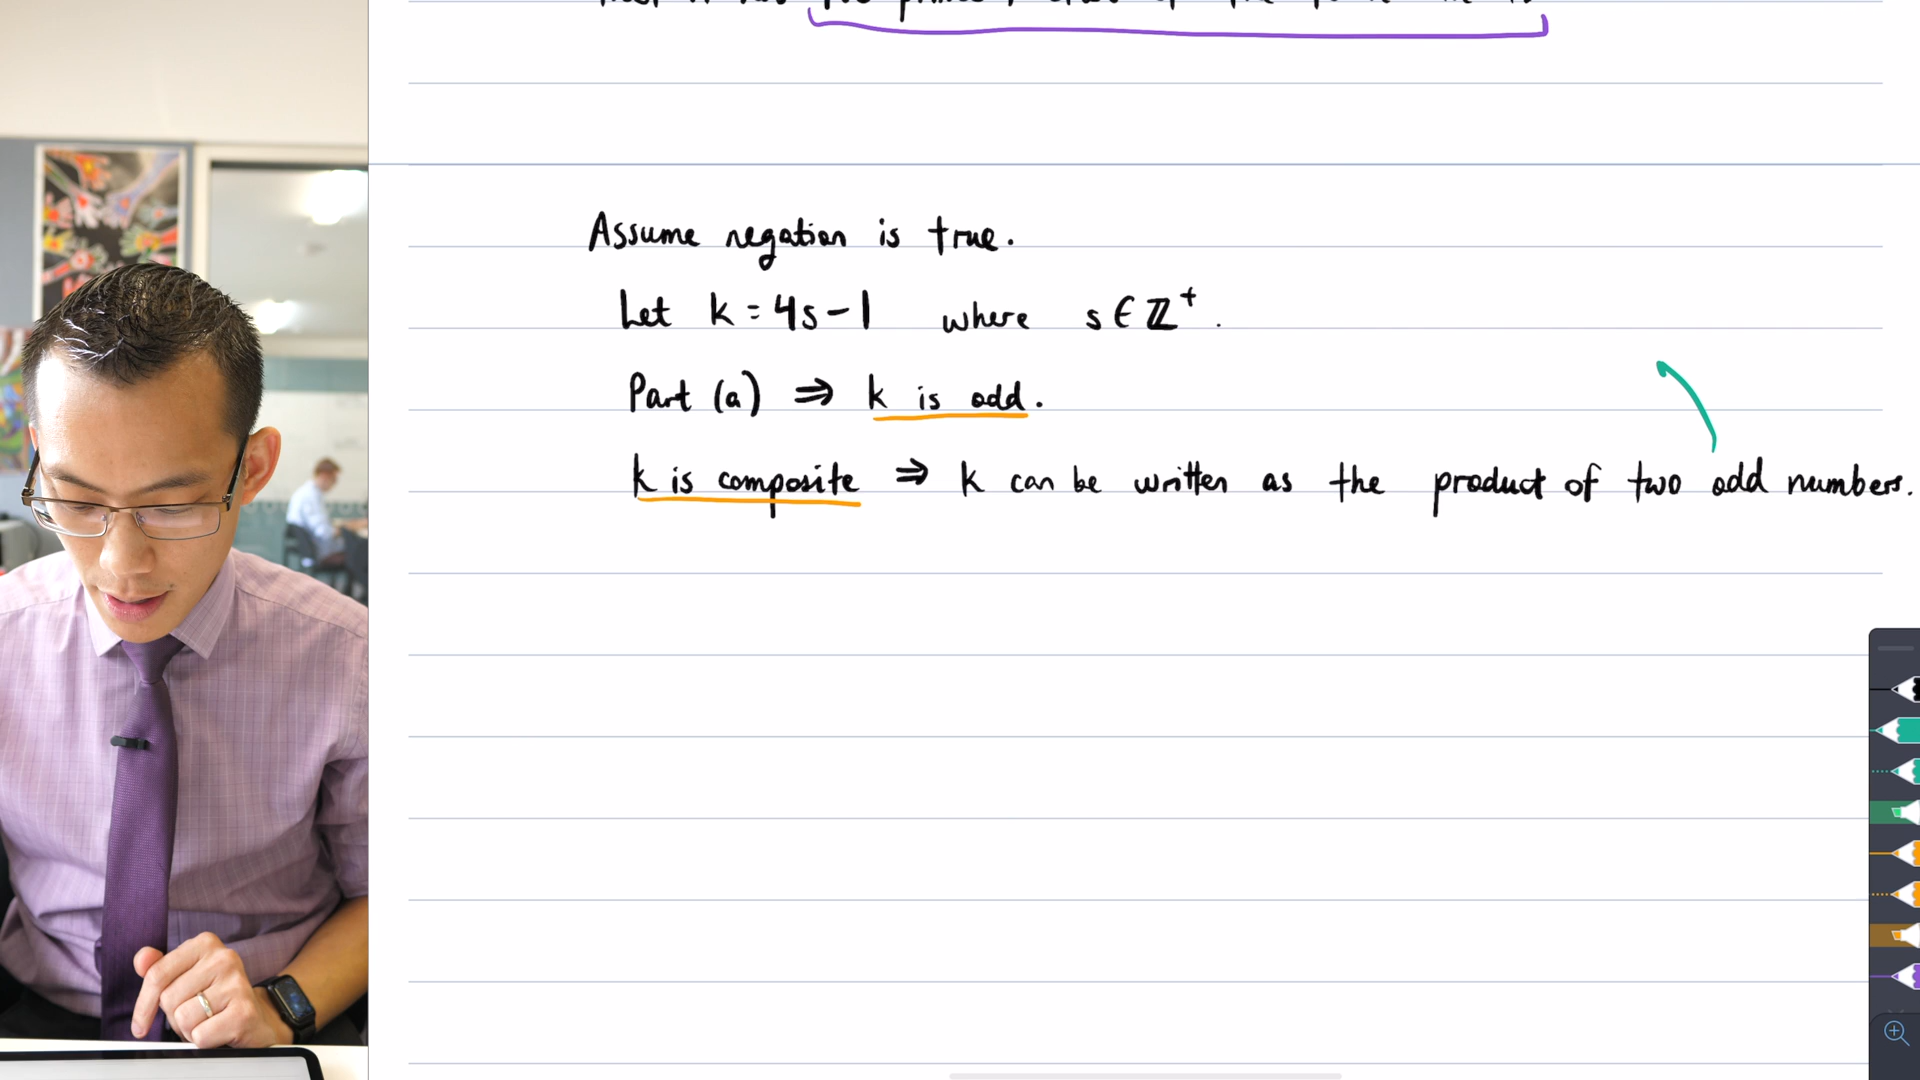 Assume negation is true.
Let k = 4s - 1 where s ∈ ℤ⁺.
Part (a) ⇒ k is odd.
k is composite ⇒ k can be written as the product of two odd numbers.